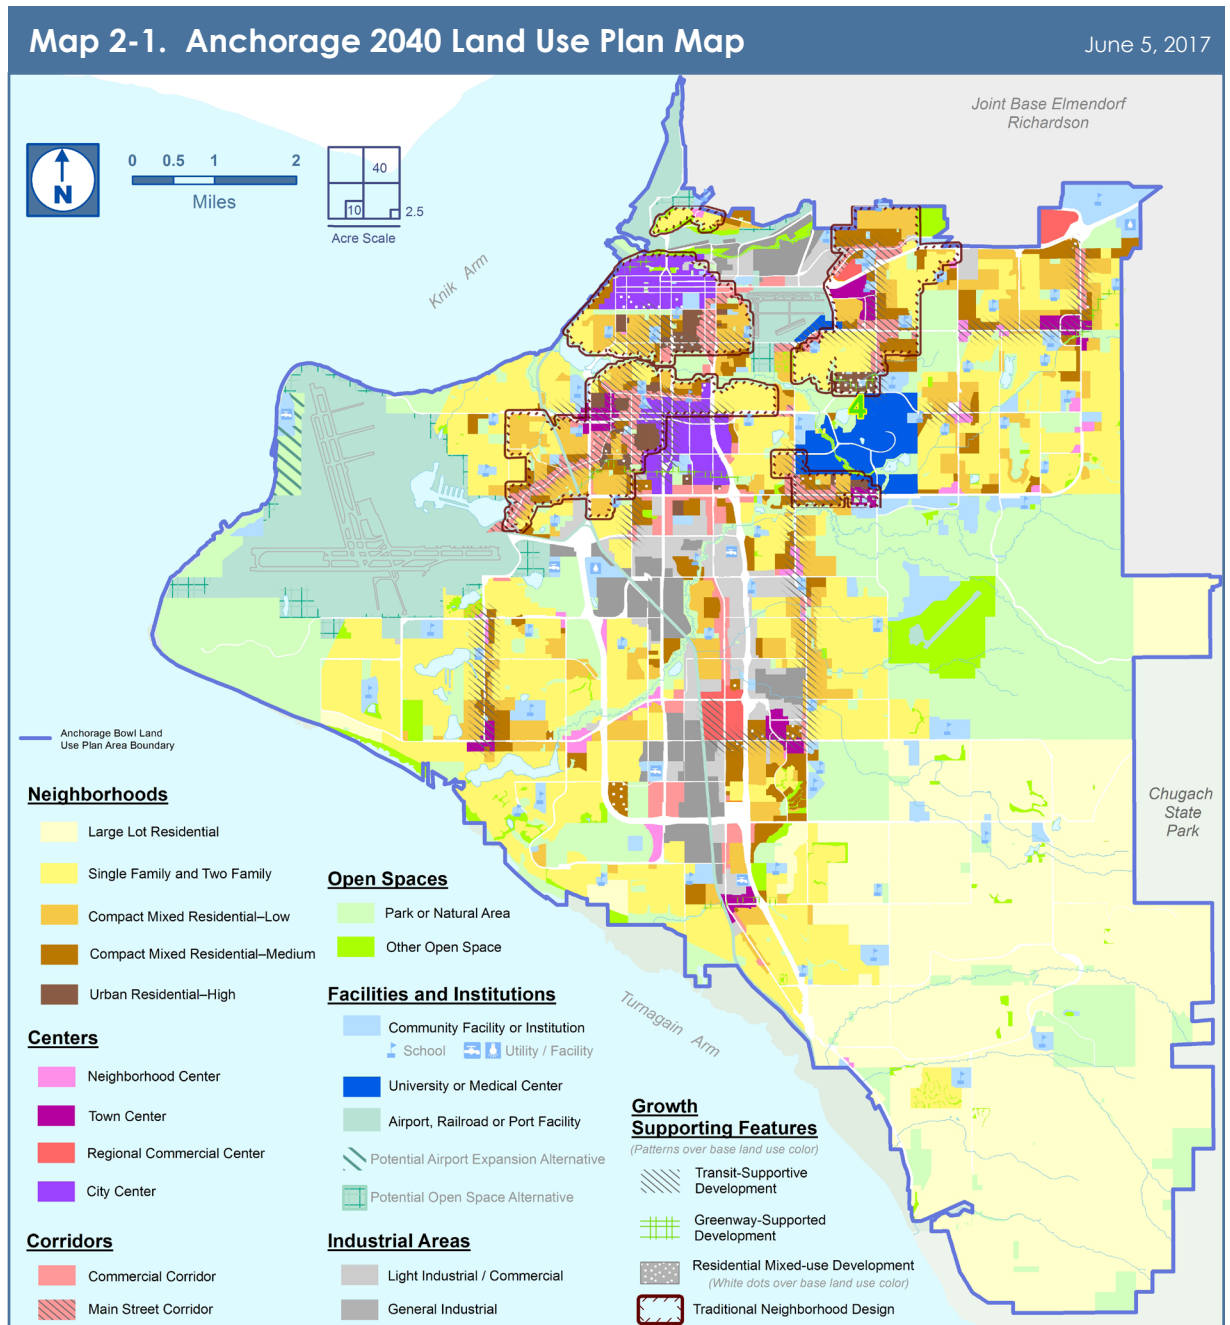 Map 2-1.  Anchorage 2040 Land Use Plan Map
June 5, 2017
Joint Base Elmendorf
Richardson
N
0 0.5 1 2
Miles
40
10
2.5
Acre Scale
Knik Arm
4
Anchorage Bowl Land
Use Plan Area Boundary
Chugach
State
Park
Turnagain Arm
Neighborhoods
Large Lot Residential
Single Family and Two Family
Compact Mixed Residential–Low
Compact Mixed Residential–Medium
Urban Residential–High
Centers
Neighborhood Center
Town Center
Regional Commercial Center
City Center
Corridors
Commercial Corridor
Main Street Corridor
Open Spaces
Park or Natural Area
Other Open Space
Facilities and Institutions
Community Facility or Institution
School
Utility / Facility
University or Medical Center
Airport, Railroad or Port Facility
Potential Airport Expansion Alternative
Potential Open Space Alternative
Industrial Areas
Light Industrial / Commercial
General Industrial
Growth
Supporting Features
(Patterns over base land use color)
Transit-Supportive
Development
Greenway-Supported
Development
Residential Mixed-use Development
(White dots over base land use color)
Traditional Neighborhood Design